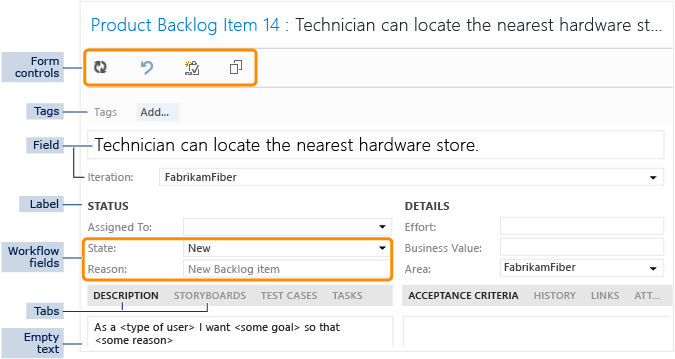 Product Backlog Item 14 : Technician can locate the nearest hardware st...
Form controls
Tags
Tags Add...
Field
Technician can locate the nearest hardware store.
Iteration: FabrikamFiber
Label
STATUS
DETAILS
Assigned To:
Effort:
Workflow fields
State: New
Business Value:
Reason: New Backlog item
Area: FabrikamFiber
DESCRIPTION STORYBOARDS TEST CASES TASKS
ACCEPTANCE CRITERIA HISTORY LINKS ATT...
Tabs
Empty text
As a <type of user> I want <some goal> so that
<some reason>